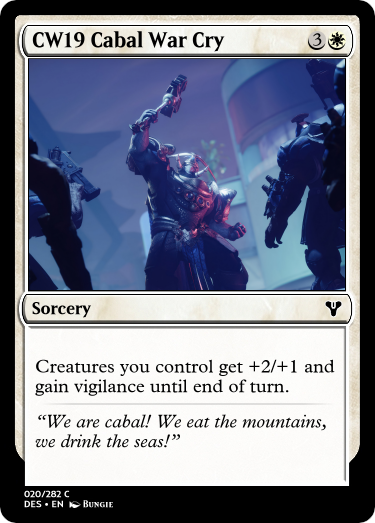 CW19 Cabal War Cry 3
Sorcery
Creatures you control get +2/+1 and
gain vigilance until end of turn.
“We are cabal! We eat the mountains,
we drink the seas!”
020/282 C
DES • EN Bungie